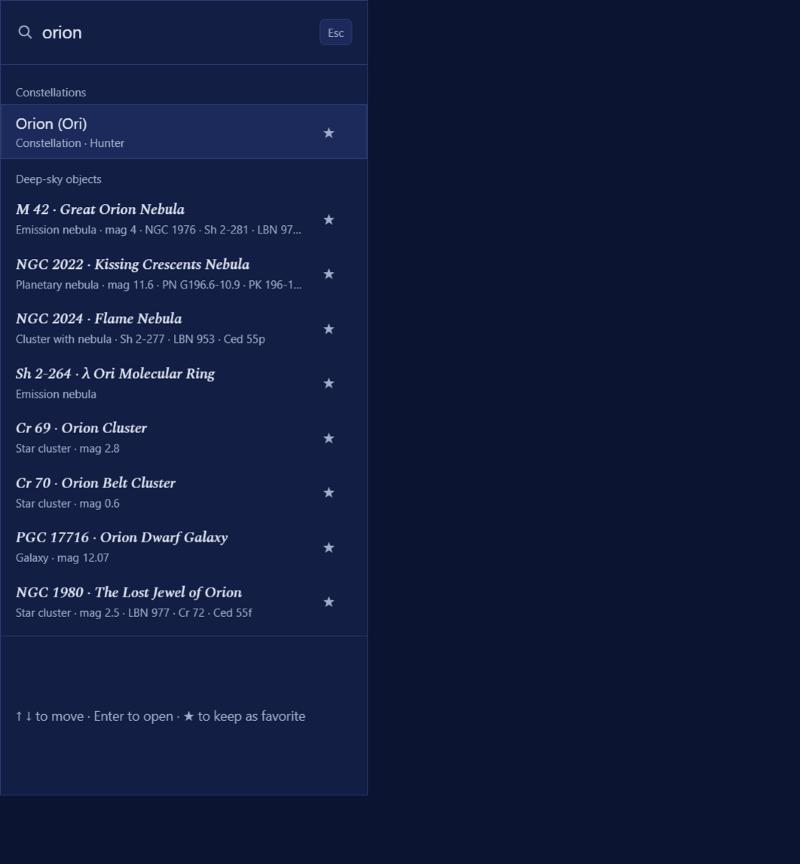 orion
Esc
Constellations
Orion (Ori)
Constellation · Hunter
★
Deep-sky objects
M 42 · Great Orion Nebula
Emission nebula · mag 4 · NGC 1976 · Sh 2-281 · LBN 97...
★
NGC 2022 · Kissing Crescents Nebula
Planetary nebula · mag 11.6 · PN G196.6-10.9 · PK 196-1...
★
NGC 2024 · Flame Nebula
Cluster with nebula · Sh 2-277 · LBN 953 · Ced 55p
★
Sh 2-264 · λ Ori Molecular Ring
Emission nebula
★
Cr 69 · Orion Cluster
Star cluster · mag 2.8
★
Cr 70 · Orion Belt Cluster
Star cluster · mag 0.6
★
PGC 17716 · Orion Dwarf Galaxy
Galaxy · mag 12.07
★
NGC 1980 · The Lost Jewel of Orion
Star cluster · mag 2.5 · LBN 977 · Cr 72 · Ced 55f
★
↑ ↓ to move · Enter to open · ★ to keep as favorite